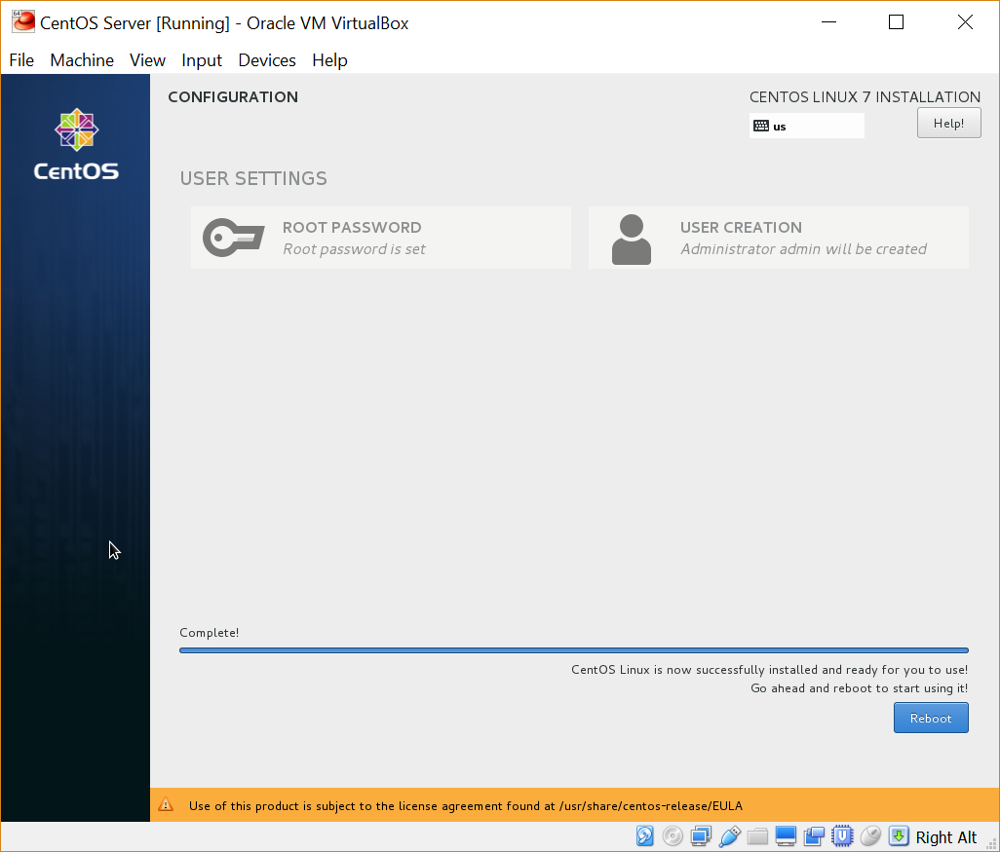 CentOS Server [Running] - Oracle VM VirtualBox
File Machine View Input Devices Help
CentOS
CONFIGURATION
CENTOS LINUX 7 INSTALLATION
us
Help!
USER SETTINGS
ROOT PASSWORD
Root password is set
USER CREATION
Administrator admin will be created
Complete!
CentOS Linux is now successfully installed and ready for you to use!
Go ahead and reboot to start using it!
Reboot
Use of this product is subject to the license agreement found at /usr/share/centos-release/EULA
Right Alt